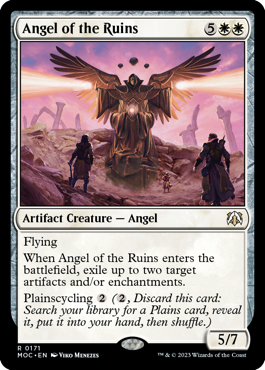 Angel of the Ruins 5
Artifact Creature — Angel
Flying
When Angel of the Ruins enters the
battlefield, exile up to two target
artifacts and/or enchantments.
Plainscycling 2 (2, Discard this card:
Search your library for a Plains card, reveal
it, put it into your hand, then shuffle.)
5/7
R 0171
MOC • EN Yeko Menezes
™ & © 2023 Wizards of the Coast